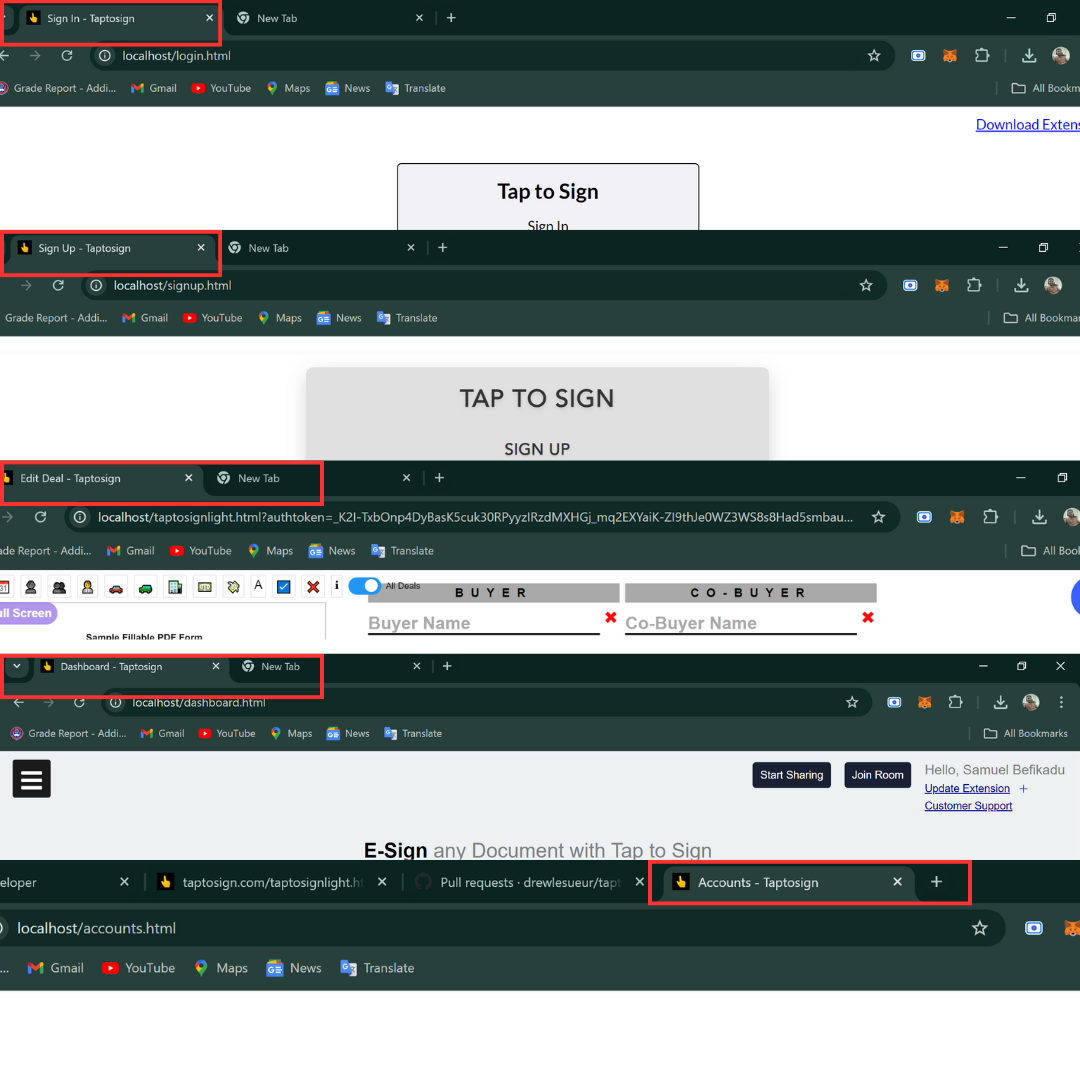 Sign In - Taptosign New Tab
localhost/login.html
Grade Report - Addi... Gmail YouTube Maps News Translate All Bookm
Download Extens
Tap to Sign
Sign In
Sign Up - Taptosign New Tab
localhost/signup.html
Grade Report - Addi... Gmail YouTube Maps News Translate All Bookmar
TAP TO SIGN
SIGN UP
Edit Deal - Taptosign New Tab
localhost/taptosignlight.html?authtoken=_K2I-TxbOnp4DyBasK5cuk30RPyyzIRzdMXHGj_mq2EXYaiK-ZI9thJe0WZ3WS8s8Had5smbau...
ade Report - Addi... Gmail YouTube Maps News Translate All Boo
31 A i All Deals BUYER CO-BUYER
ull Screen Buyer Name Co-Buyer Name
Sample Fillable PDF Form
Dashboard - Taptosign New Tab
localhost/dashboard.html
Grade Report - Addi... Gmail YouTube Maps News Translate All Bookmarks
Start Sharing Join Room Hello, Samuel Befikadu
Update Extension +
Customer Support
E-Sign any Document with Tap to Sign
eloper taptosign.com/taptosignlight.h Pull requests · drewlesueur/tapt Accounts - Taptosign
localhost/accounts.html
... Gmail YouTube Maps News Translate